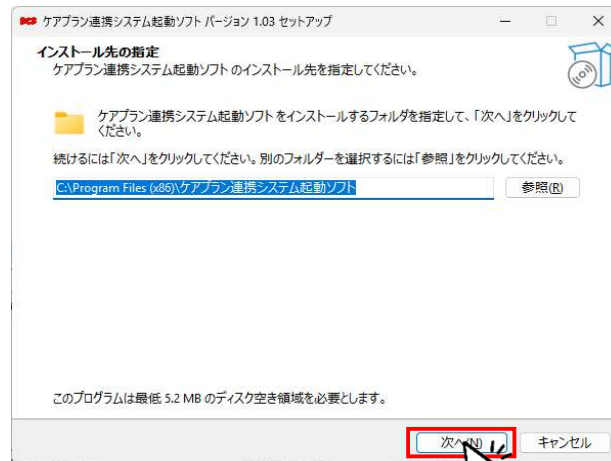 ケアプラン連携システム起動ソフト バージョン 1.03 セットアップ
インストール先の指定
ケアプラン連携システム起動ソフト のインストール先を指定してください。
ケアプラン連携システム起動ソフト をインストールするフォルダを指定して、「次へ」をクリックして
ください。
続けるには「次へ」をクリックしてください。別のフォルダーを選択するには「参照」をクリックしてください。
C:\Program Files (x86)\ケアプラン連携システム起動ソフト
参照(R)
このプログラムは最低 5.2 MB のディスク空き領域を必要とします。
次へ(N)
キャンセル